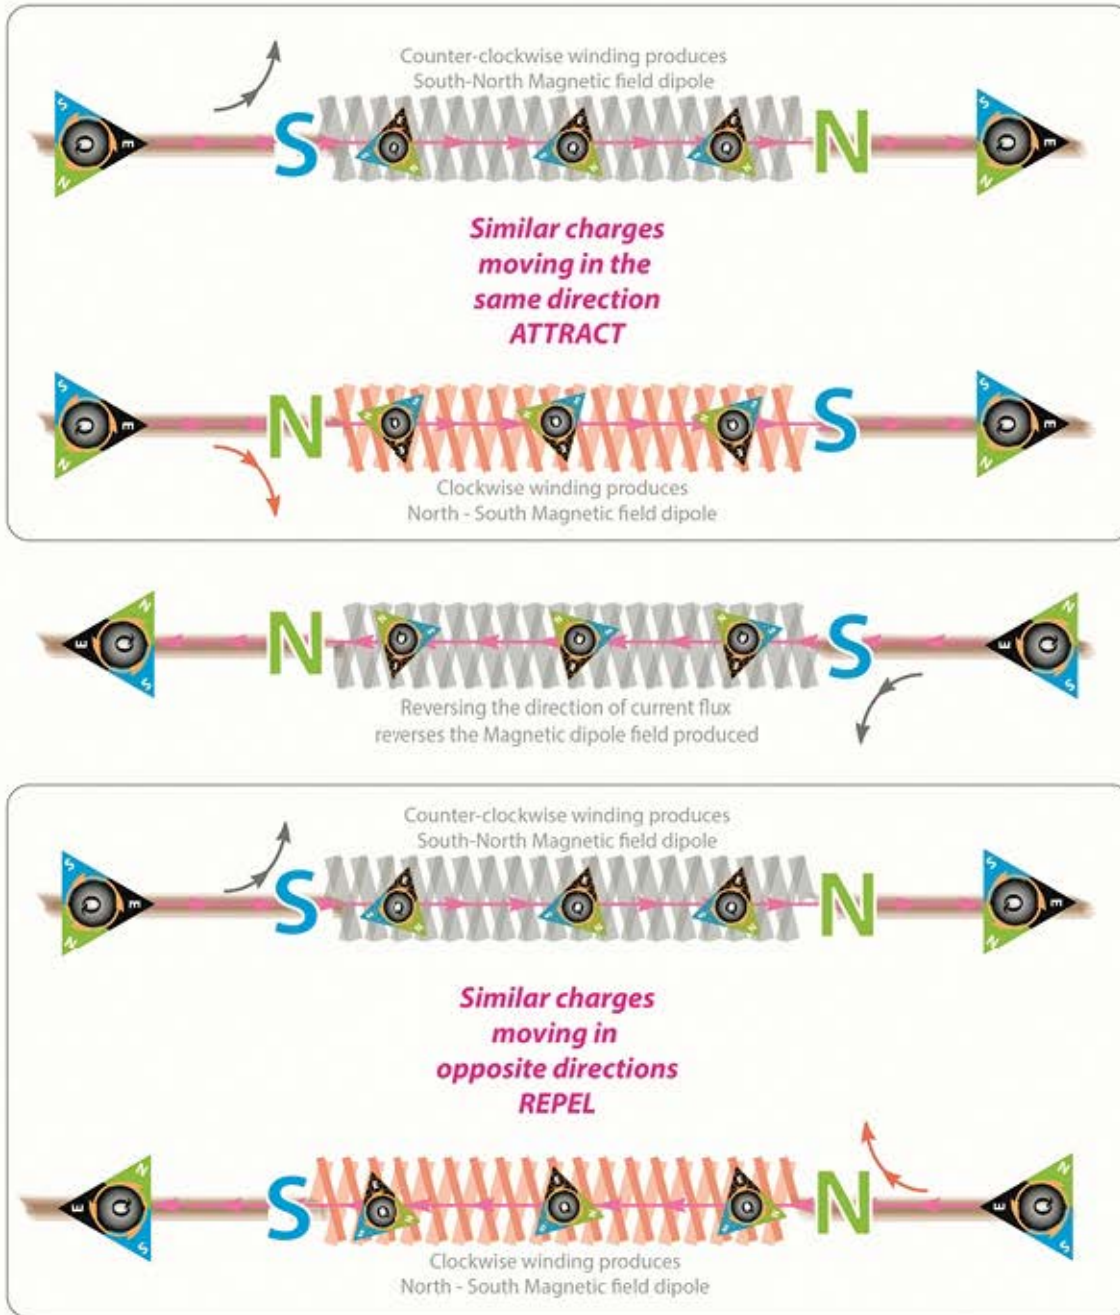 Counter-clockwise winding produces
South-North Magnetic field dipole
S
N
E
Q
S N
S
N
E
Q
Similar charges
moving in the
same direction
ATTRACT
S
N
E
Q
N S
S
N
E
Q
Clockwise winding produces
North - South Magnetic field dipole
N
S
E
Q
N S
N
S
E
Q
Reversing the direction of current flux
reverses the Magnetic dipole field produced
Counter-clockwise winding produces
South-North Magnetic field dipole
S
N
E
Q
S N
S
N
E
Q
Similar charges
moving in
opposite directions
REPEL
N
S
E
Q
S N
N
S
E
Q
Clockwise winding produces
North - South Magnetic field dipole